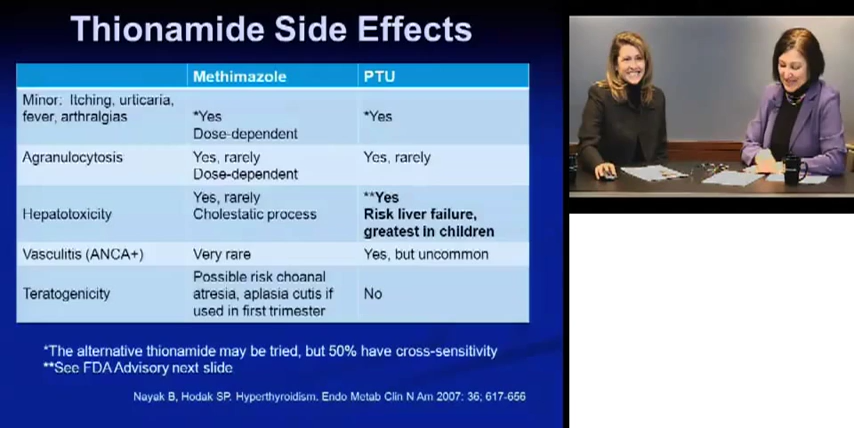 Thionamide Side Effects
Methimazole PTU
Minor: Itching, urticaria,
fever, arthralgias
*Yes
Dose-dependent
*Yes
Agranulocytosis
Yes, rarely
Dose-dependent
Yes, rarely
Hepatotoxicity
Yes, rarely
Cholestatic process
**Yes
Risk liver failure,
greatest in children
Vasculitis (ANCA+)
Very rare
Yes, but uncommon
Teratogenicity
Possible risk choanal
atresia, aplasia cutis if
used in first trimester
No
*The alternative thionamide may be tried, but 50% have cross-sensitivity
**See FDA Advisory next slide
Nayak B, Hodak SP. Hyperthyroidism. Endo Metab Clin N Am 2007: 36; 617-656